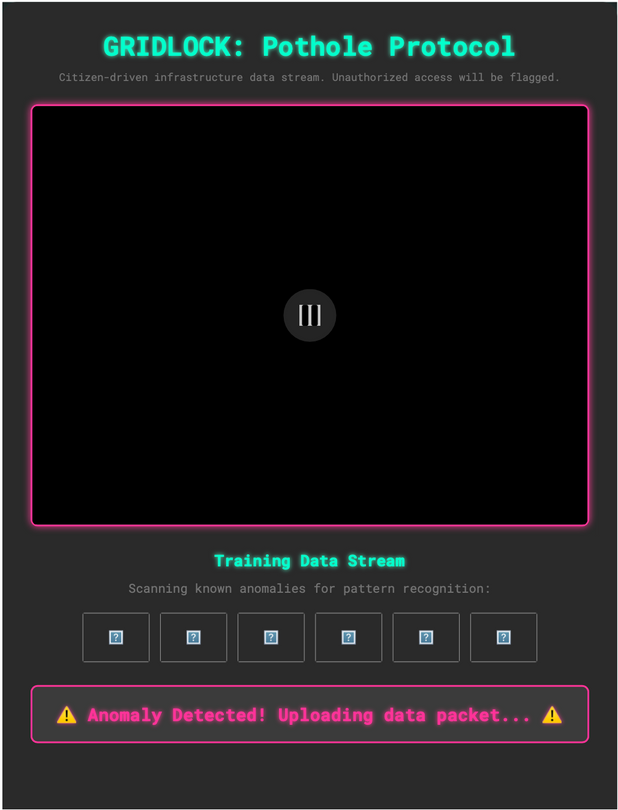 GRIDLOCK: Pothole Protocol
Citizen-driven infrastructure data stream. Unauthorized access will be flagged.
Training Data Stream
Scanning known anomalies for pattern recognition:
? ? ? ? ? ?
⚠️ Anomaly Detected! Uploading data packet... ⚠️